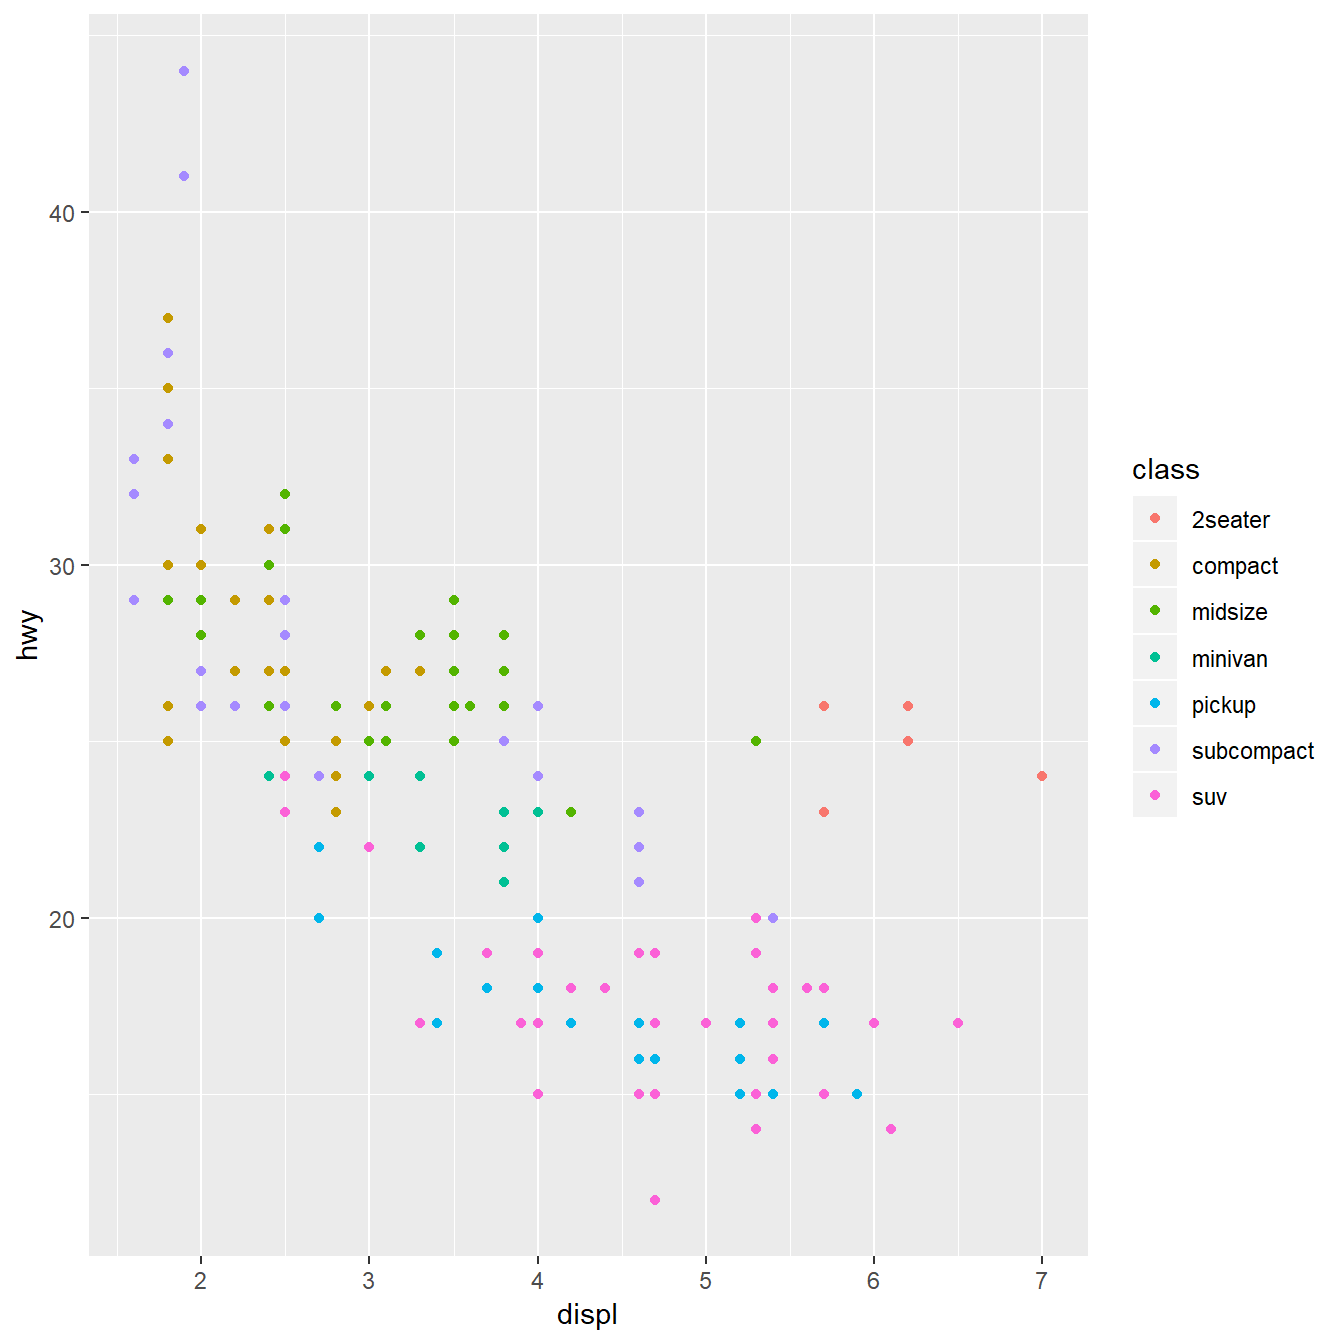 40
30
20
hwy
2 3 4 5 6 7
displ
class
2seater
compact
midsize
minivan
pickup
subcompact
suv